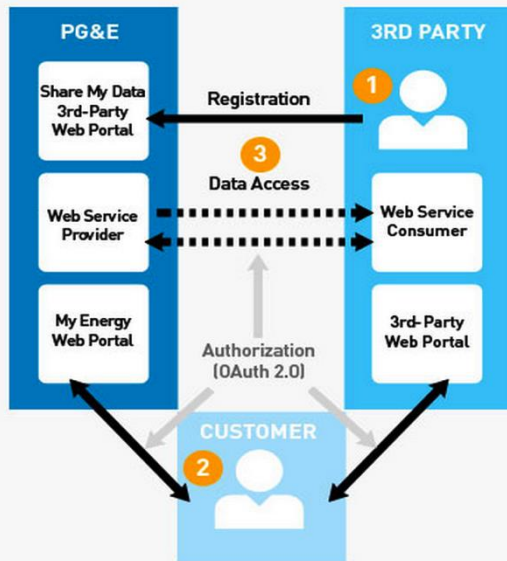 PG&E
3RD PARTY
Share My Data
3rd-Party
Web Portal
Registration
1
3
Data Access
Web Service
Provider
Web Service
Consumer
My Energy
Web Portal
3rd-Party
Web Portal
Authorization
(OAuth 2.0)
CUSTOMER
2